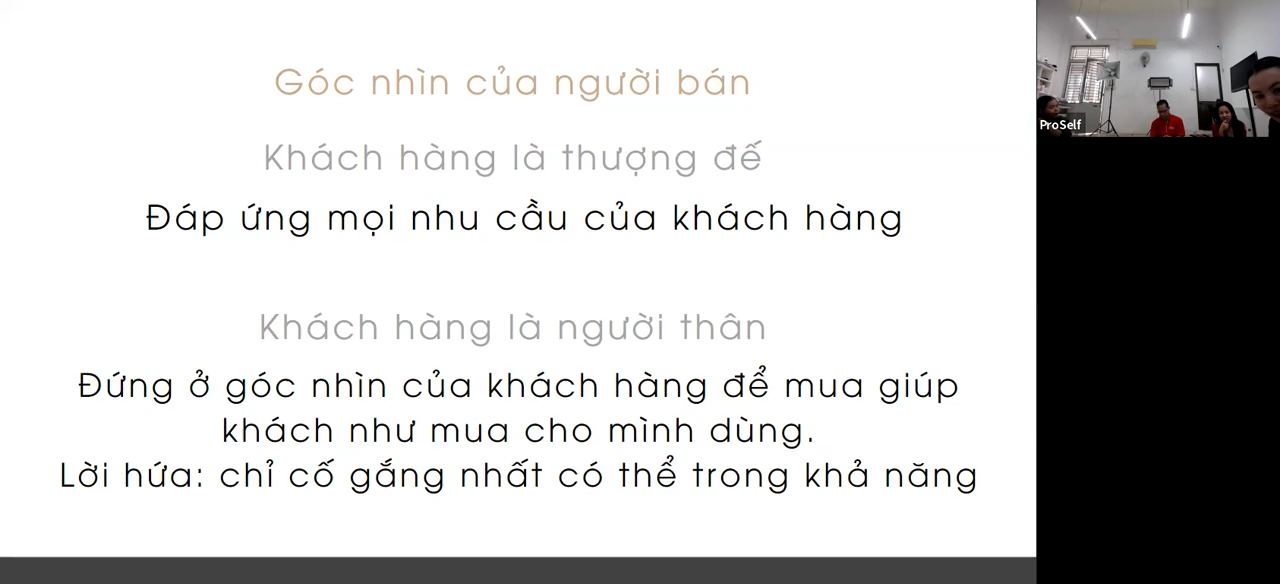 Góc nhìn của người bán
Khách hàng là thượng đế
Đáp ứng mọi nhu cầu của khách hàng
Khách hàng là người thân
Đứng ở góc nhìn của khách hàng để mua giúp
khách như mua cho mình dùng.
Lời hứa: chỉ cố gắng nhất có thể trong khả năng
ProSelf